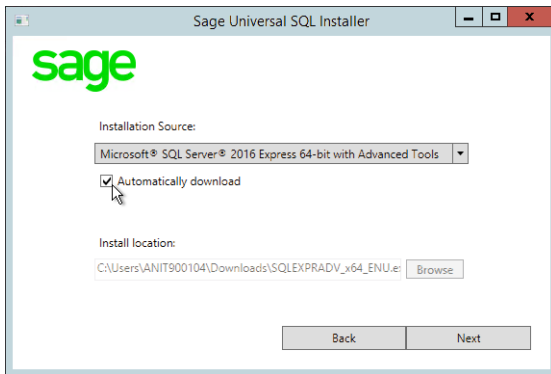 Sage Universal SQL Installer
sage
Installation Source:
Microsoft® SQL Server® 2016 Express 64-bit with Advanced Tools
Automatically download
Install location:
C:\Users\ANIT900104\Downloads\SQLEXPRADV_x64_ENU.e
Browse
Back
Next